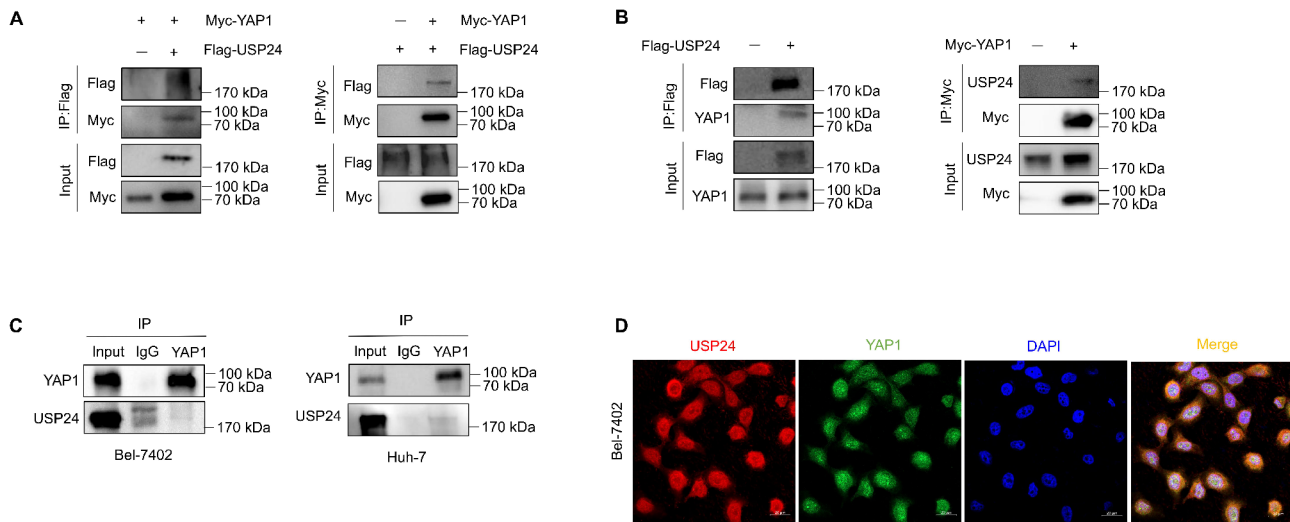 A
+ + Myc-YAP1
— + Flag-USP24
IP:Flag
Flag
170 kDa
Myc
100 kDa
70 kDa
Input
Flag
170 kDa
Myc
100 kDa
70 kDa
— + Myc-YAP1
+ + Flag-USP24
IP:Myc
Flag
170 kDa
Myc
100 kDa
70 kDa
Input
Flag
170 kDa
Myc
100 kDa
70 kDa
B
Flag-USP24 — +
IP:Flag
Flag
170 kDa
YAP1
100 kDa
70 kDa
Input
Flag
170 kDa
YAP1
100 kDa
70 kDa
Myc-YAP1 — +
IP:Myc
USP24
170 kDa
Myc
100 kDa
70 kDa
Input
USP24
170 kDa
Myc
100 kDa
70 kDa
C
IP
Input IgG YAP1
YAP1
100 kDa
70 kDa
USP24
170 kDa
Bel-7402
IP
Input IgG YAP1
YAP1
100 kDa
70 kDa
USP24
170 kDa
Huh-7
D
USP24 YAP1 DAPI Merge
Bel-7402